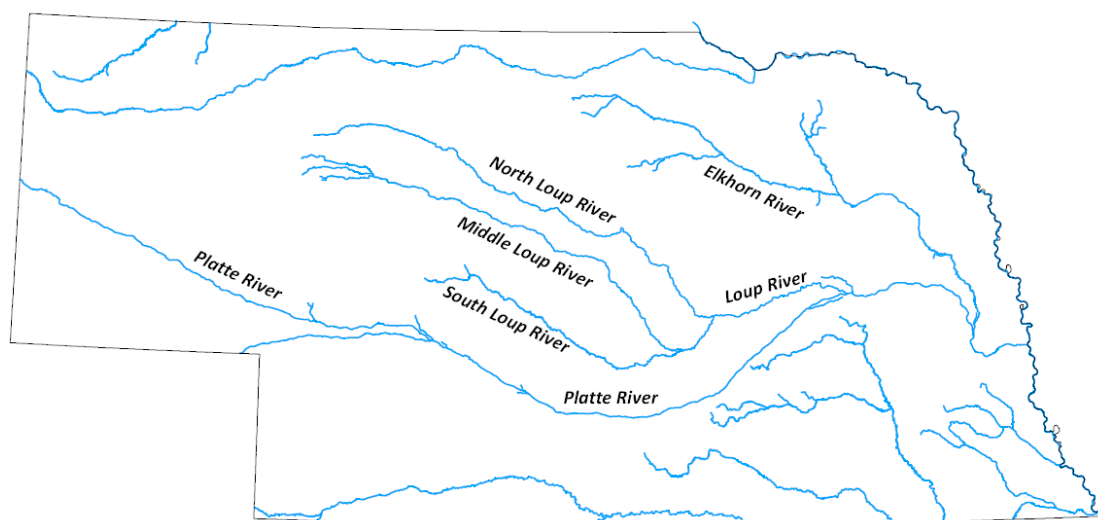 North Loup River
Elkhorn River
Middle Loup River
Platte River
Loup River
South Loup River
Platte River